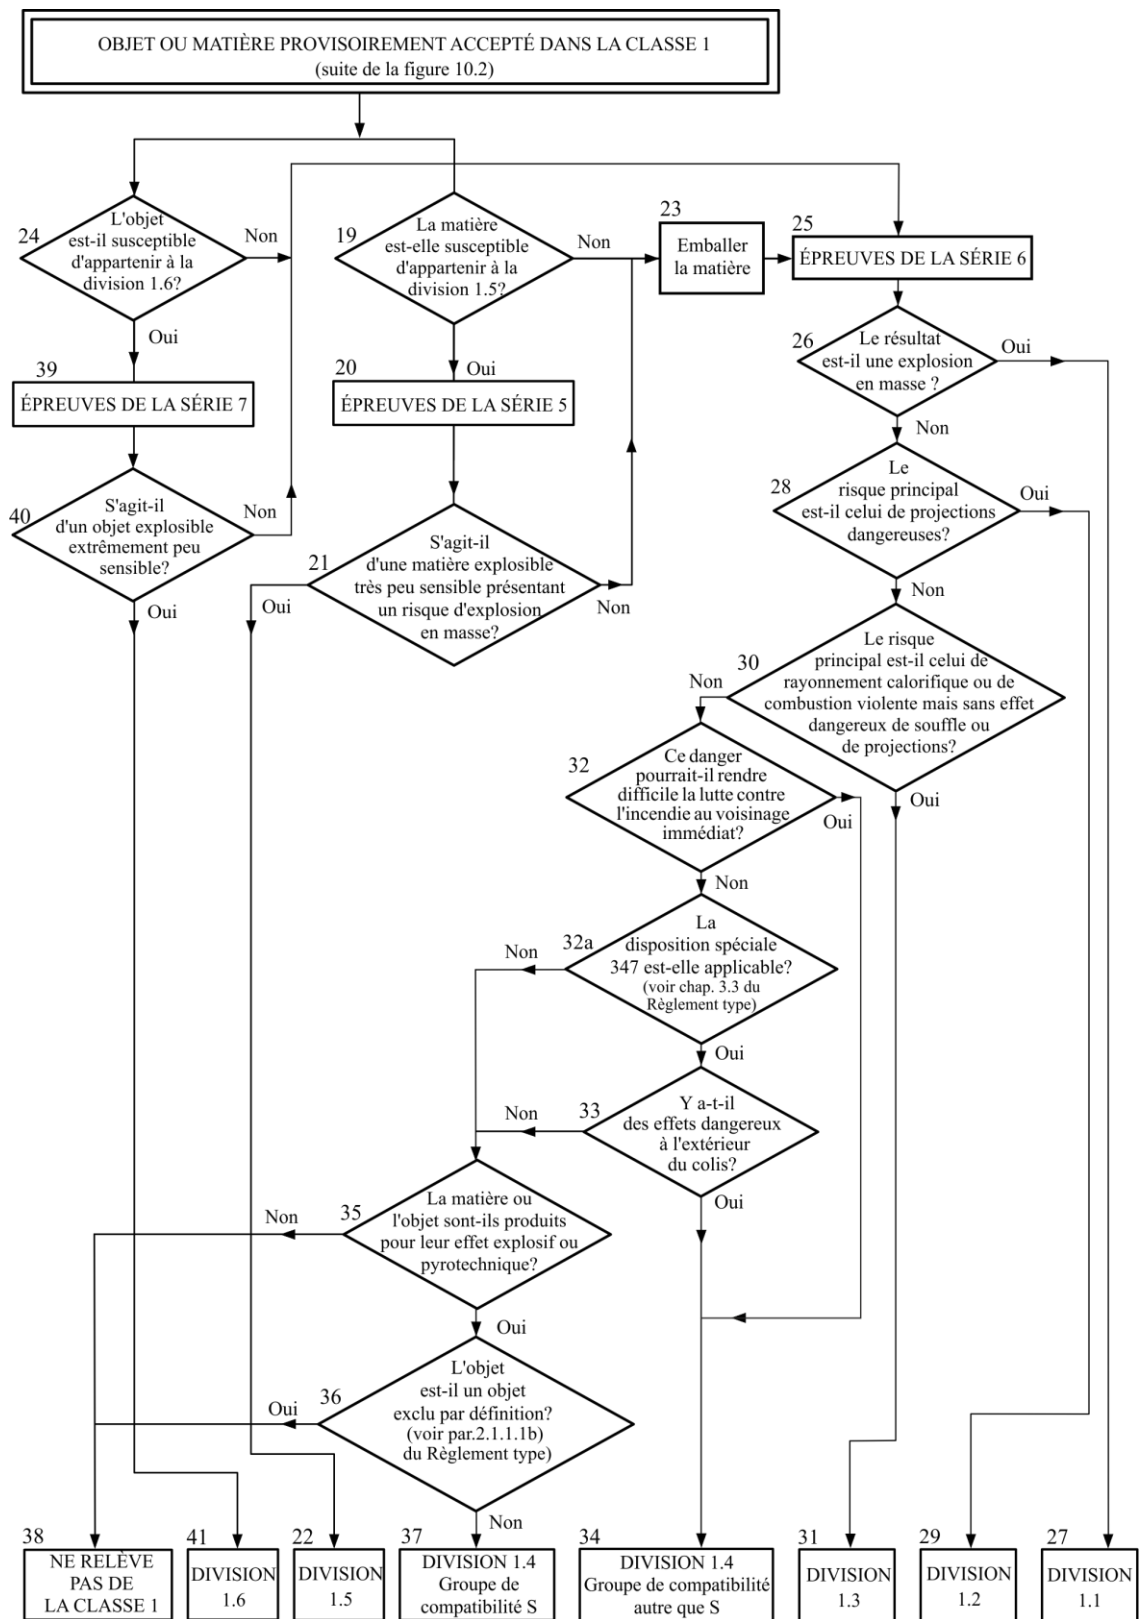 OBJET OU MATIÈRE PROVISOIREMENT ACCEPTÉ DANS LA CLASSE 1
(suite de la figure 10.2)
24
L'objet
est-il susceptible
d'appartenir à la
division 1.6?
Non
Oui
19
La matière
est-elle susceptible
d'appartenir à la
division 1.5?
Non
Oui
23
Emballer
la matière
25
ÉPREUVES DE LA SÉRIE 6
39
ÉPREUVES DE LA SÉRIE 7
20
ÉPREUVES DE LA SÉRIE 5
26
Le résultat
est-il une explosion
en masse ?
Oui
Non
40
S'agit-il
d'un objet explosible
extrêmement peu
sensible?
Non
Oui
21
S'agit-il
d'une matière explosible
très peu sensible présentant
un risque d'explosion
en masse?
Oui
Non
28
Le
risque principal
est-il celui de projections
dangereuses?
Oui
Non
30
Le risque
principal est-il celui de
rayonnement calorifique ou de
combustion violente mais sans effet
dangereux de souffle ou
de projections?
Non
Oui
32
Ce danger
pourrait-il rendre
difficile la lutte contre
l'incendie au voisinage
immédiat?
Oui
Non
32a
La
disposition spéciale
347 est-elle applicable?
(voir chap. 3.3 du
Règlement type)
Non
Oui
33
Y a-t-il
des effets dangereux
à l'extérieur
du colis?
Non
Oui
35
La matière ou
l'objet sont-ils produits
pour leur effet explosif ou
pyrotechnique?
Non
Oui
36
L'objet
est-il un objet
exclu par définition?
(voir par.2.1.1.1b)
du Règlement type)
Oui
Non
38
NE RELÈVE
PAS DE
LA CLASSE 1
41
DIVISION
1.6
22
DIVISION
1.5
37
DIVISION 1.4
Groupe de
compatibilité S
34
DIVISION 1.4
Groupe de compatibilité
autre que S
31
DIVISION
1.3
29
DIVISION
1.2
27
DIVISION
1.1